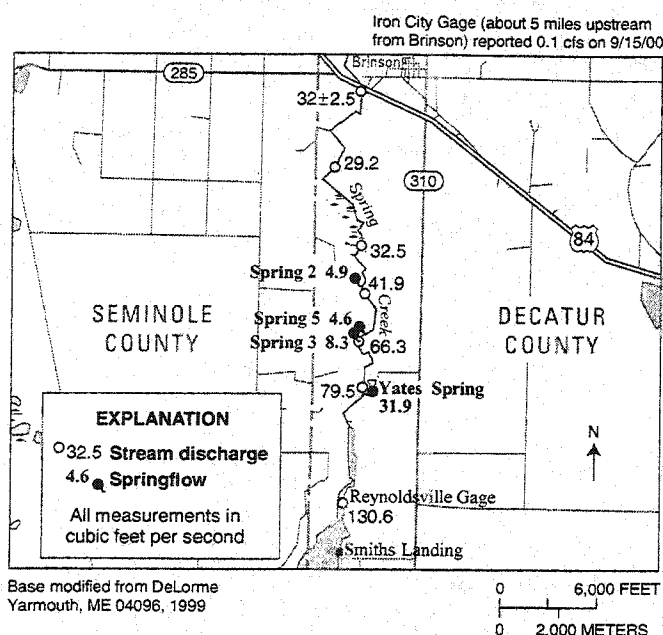 Iron City Gage (about 5 miles upstream
from Brinson) reported 0.1 cfs on 9/15/00
Brinson
285
32±2.5
29.2
310
Spring
32.5
84
Spring 2 4.9
41.9
SEMINOLE
COUNTY
Creek
DECATUR
COUNTY
Spring 5 4.6
Spring 3 8.3
66.3
79.5
Yates Spring
31.9
EXPLANATION
32.5 Stream discharge
4.6 Springflow
All measurements in
cubic feet per second
N
Reynoldsville Gage
130.6
Smiths Landing
Base modified from DeLorme
Yarmouth, ME 04096, 1999
0 6,000 FEET
0 2,000 METERS